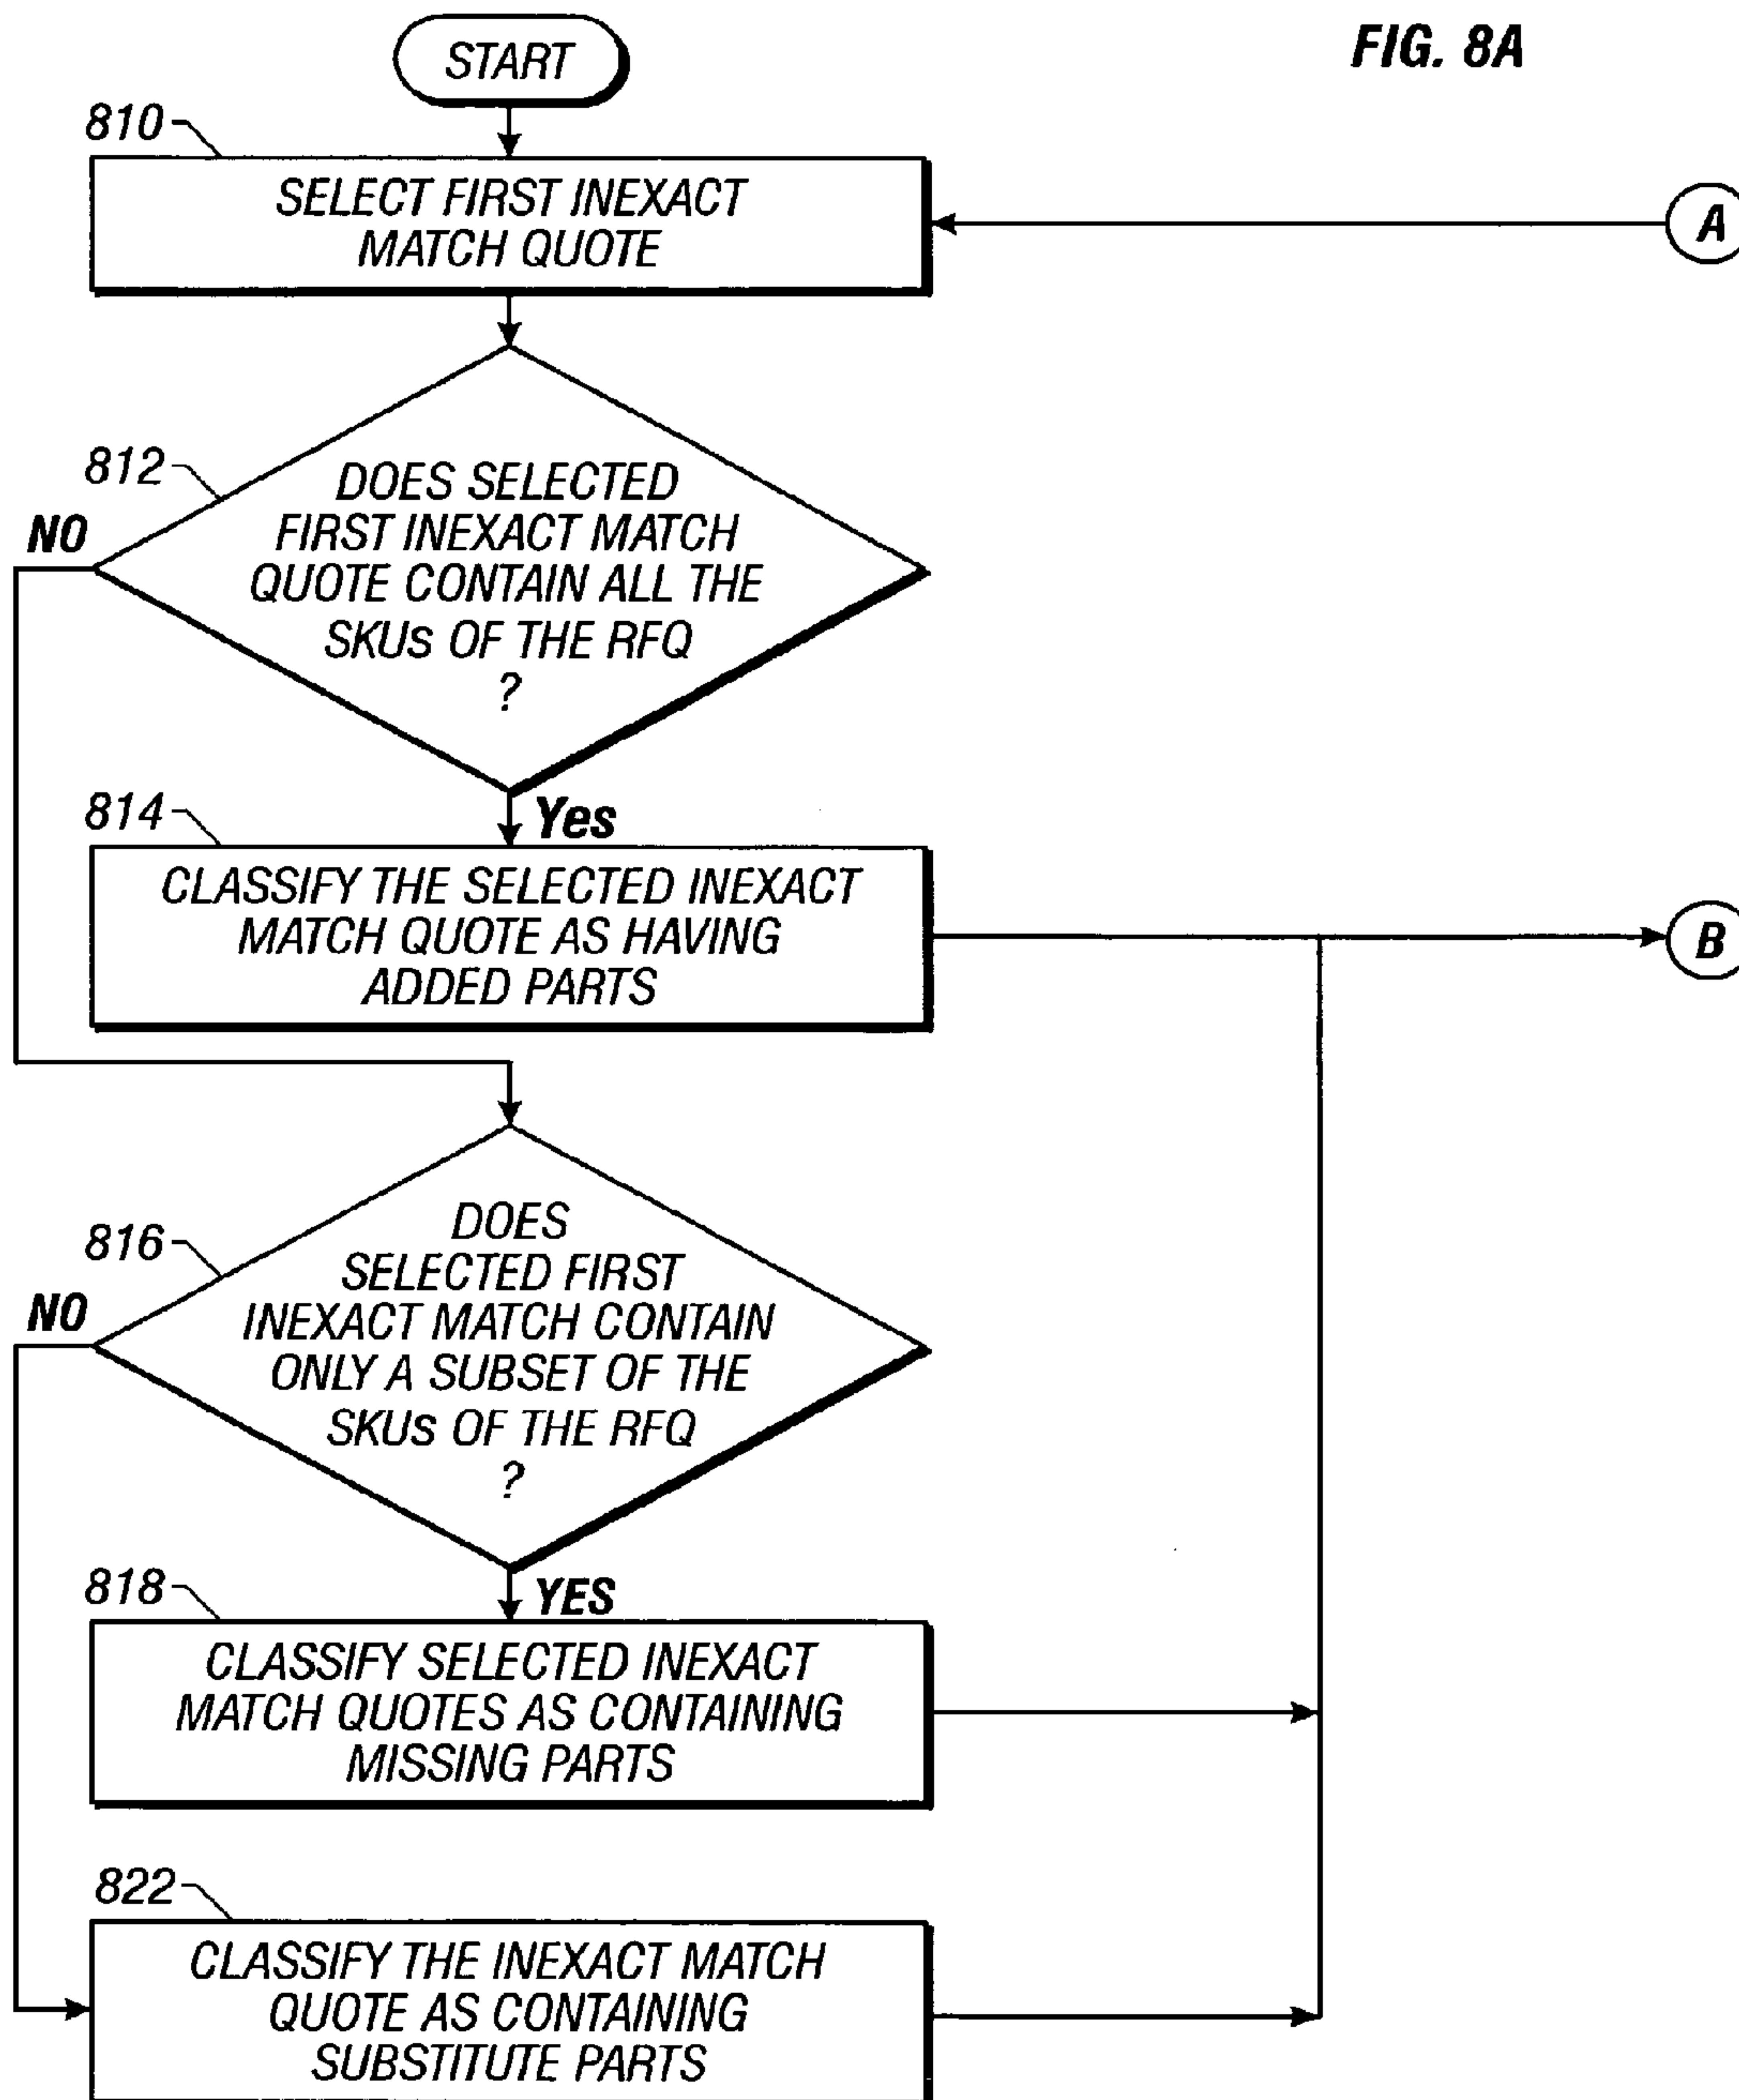 FIG. 8A
START
810
SELECT FIRST INEXACT
MATCH QUOTE
A
812
DOES SELECTED
FIRST INEXACT MATCH
QUOTE CONTAIN ALL THE
SKUs OF THE RFQ
?
NO
Yes
814
CLASSIFY THE SELECTED INEXACT
MATCH QUOTE AS HAVING
ADDED PARTS
B
816
DOES
SELECTED FIRST
INEXACT MATCH CONTAIN
ONLY A SUBSET OF THE
SKUs OF THE RFQ
?
NO
YES
818
CLASSIFY SELECTED INEXACT
MATCH QUOTES AS CONTAINING
MISSING PARTS
822
CLASSIFY THE INEXACT MATCH
QUOTE AS CONTAINING
SUBSTITUTE PARTS